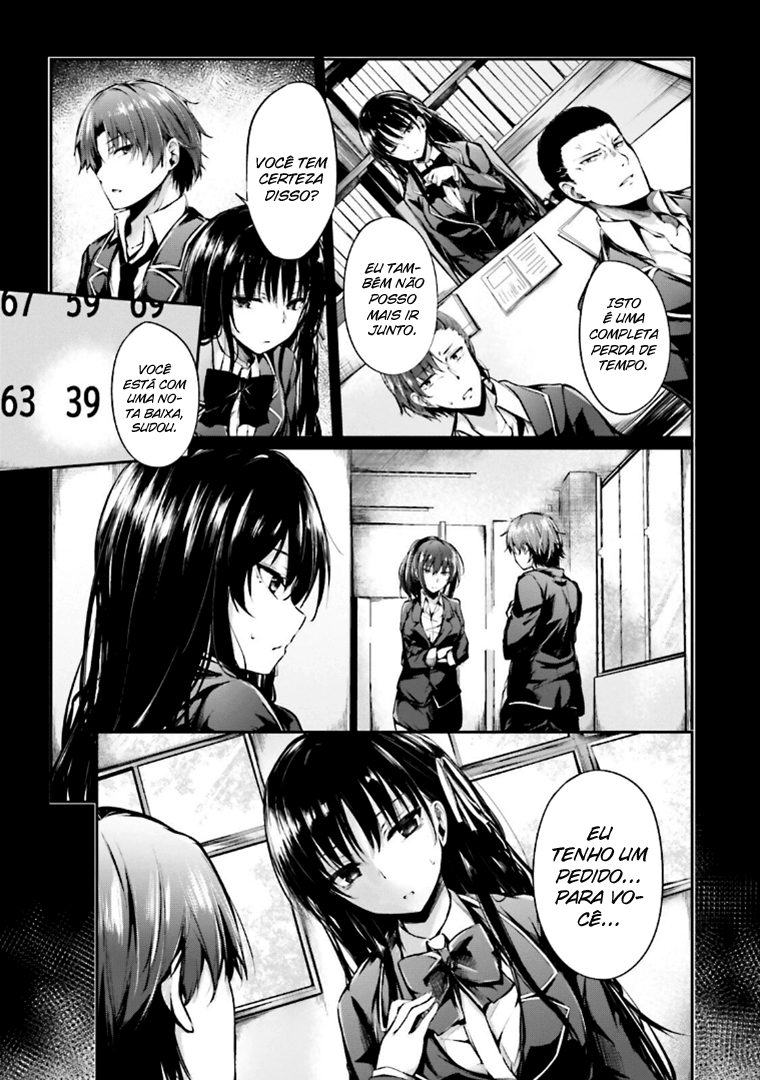 ISTO
É UMA
COMPLETA
PERDA DE
TEMPO.
EU TAM-
BÉM NÃO
POSSO
MAIS IR
JUNTO.
VOCÊ TEM
CERTEZA
DISSO?
67 59 69
63 39
VOCÊ
ESTÁ COM
UMA NO-
TA BAIXA,
SUDOU.
EU
TENHO UM
PEDIDO...
PARA VO-
CÊ...